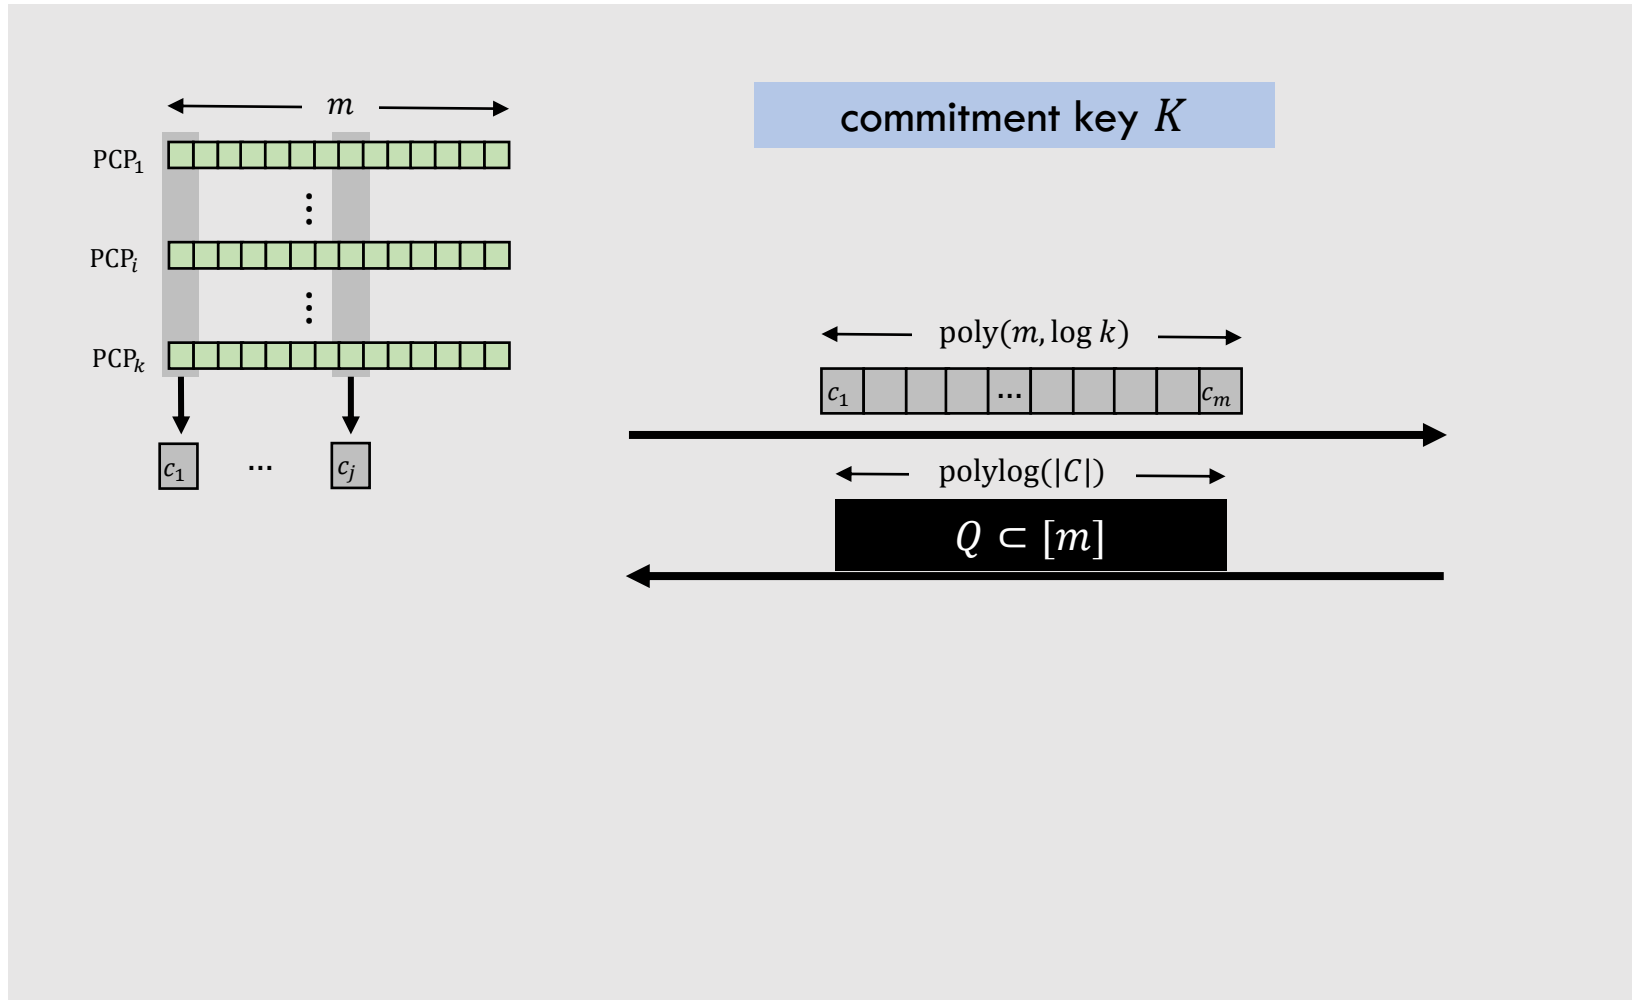 m
PCP₁
⋮
PCPᵢ
⋮
PCPₖ
c₁ ... cⱼ
commitment key K
poly(m, log k)
c₁ ... cₘ
polylog(|C|)
Q ⊂ [m]